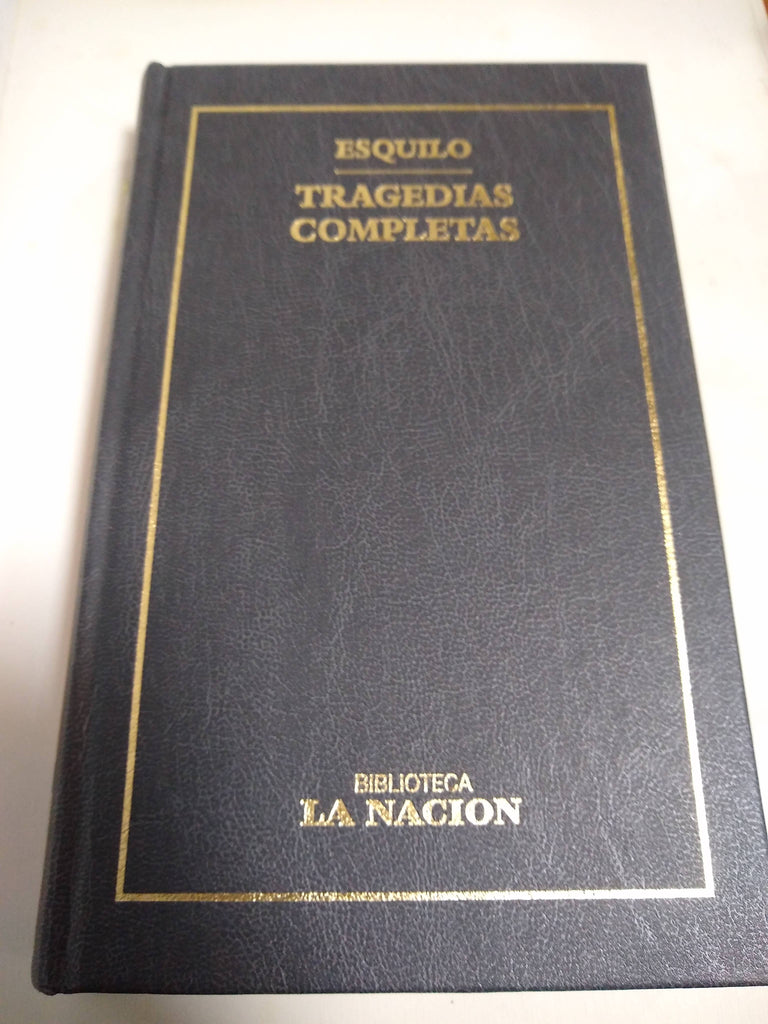 ESQUILO
TRAGEDIAS
COMPLETAS
BIBLIOTECA
LA NACION